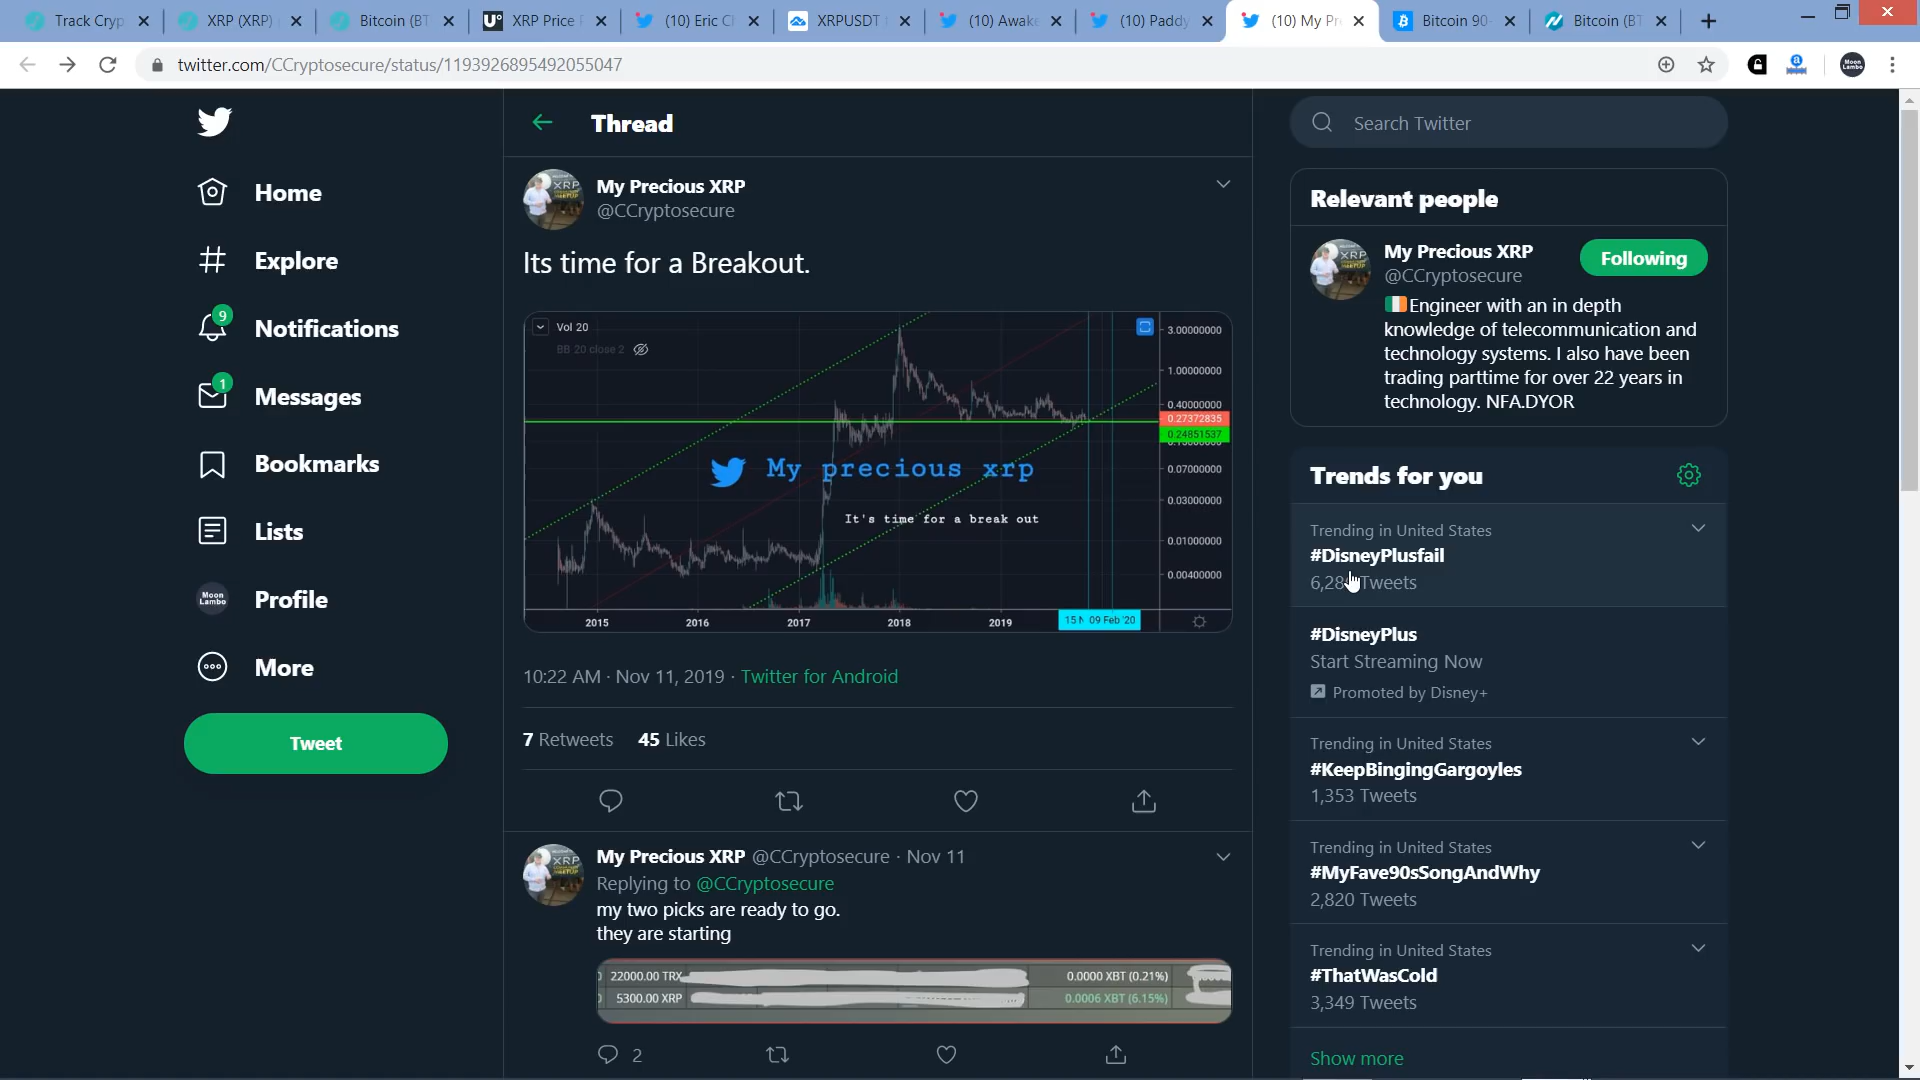 Track Cryp
XRP (XRP)
Bitcoin (BT
XRP Price
(10) Eric Cl
XRPUSDT
(10) Awake
(10) Paddy
(10) My Pr
Bitcoin 90-
Bitcoin (BT
twitter.com/CCryptosecure/status/1193926895492055047
Moon Lambo
Home
Explore
9
Notifications
1
Messages
Bookmarks
Lists
Moon Lambo
Profile
More
Tweet
Thread
My Precious XRP
@CCryptosecure
Its time for a Breakout.
Vol 20
BB 20 close 2
3.00000000
1.00000000
0.40000000
0.27372835
0.24851537
0.07000000
0.03000000
0.01000000
0.00400000
My precious xrp
It's time for a break out
2015
2016
2017
2018
2019
15 N
09 Feb '20
10:22 AM · Nov 11, 2019 · Twitter for Android
7 Retweets 45 Likes
My Precious XRP @CCryptosecure · Nov 11
Replying to @CCryptosecure
my two picks are ready to go.
they are starting
22000.00 TRX
0.0000 XBT (0.21%)
5300.00 XRP
0.0006 XBT (6.15%)
2
Search Twitter
Relevant people
My Precious XRP
@CCryptosecure
Following
Engineer with an in depth
knowledge of telecommunication and
technology systems. I also have been
trading parttime for over 22 years in
technology. NFA.DYOR
Trends for you
Trending in United States
#DisneyPlusfail
Tweets
#DisneyPlus
Start Streaming Now
Promoted by Disney+
Trending in United States
#KeepBingingGargoyles
1,353 Tweets
Trending in United States
#MyFave90sSongAndWhy
2,820 Tweets
Trending in United States
#ThatWasCold
3,349 Tweets
Show more